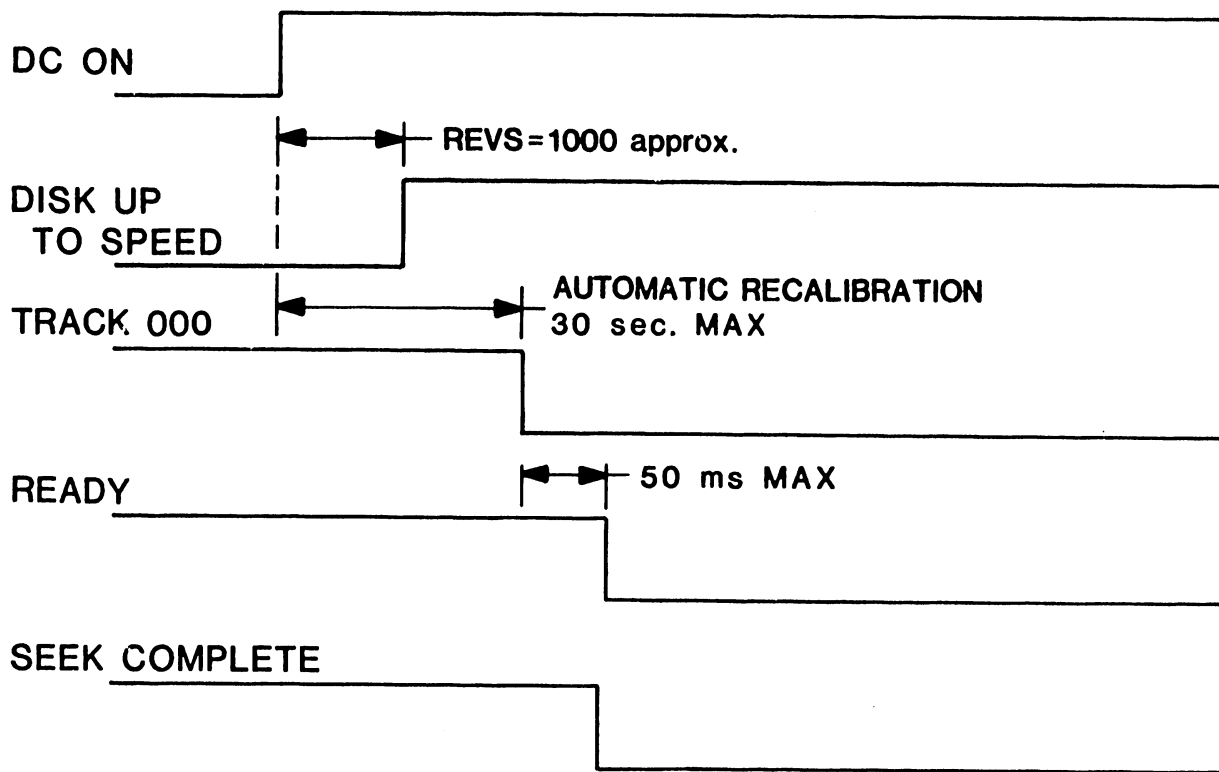 DC ON
REVS=1000 approx.
DISK UP
TO SPEED
AUTOMATIC RECALIBRATION
30 sec. MAX
TRACK 000
50 ms MAX
READY
SEEK COMPLETE